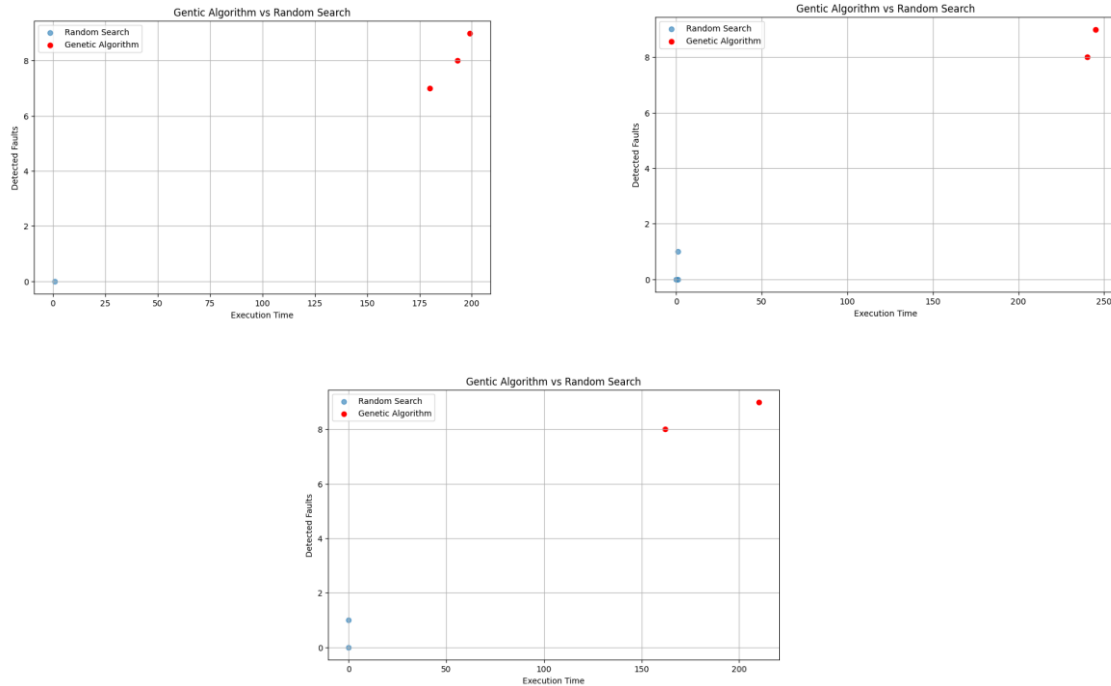 Gentic Algorithm vs Random Search
Random Search
Genetic Algorithm
8
6
4
2
0
Detected Faults
0 25 50 75 100 125 150 175 200
Execution Time
Gentic Algorithm vs Random Search
Random Search
Genetic Algorithm
8
6
4
2
0
Detected Faults
0 50 100 150 200 250
Execution Time
Gentic Algorithm vs Random Search
Random Search
Genetic Algorithm
8
6
4
2
0
Detected Faults
0 50 100 150 200
Execution Time